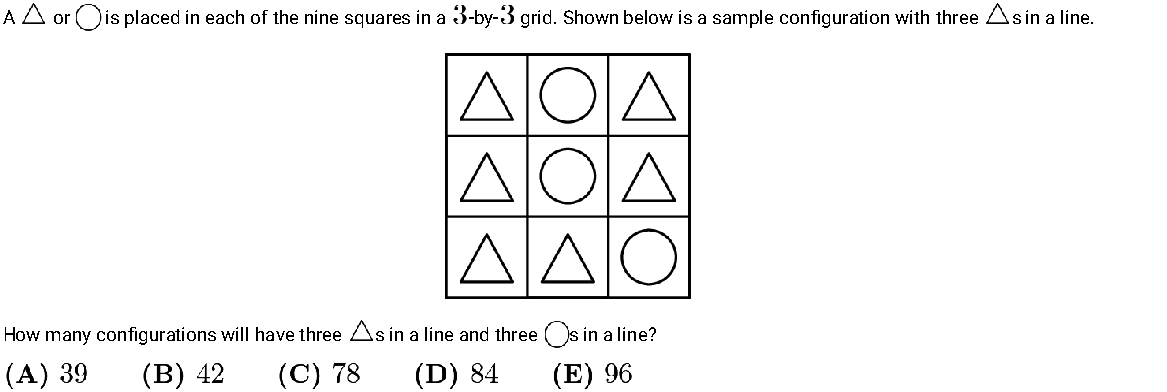 A △ or ◯ is placed in each of the nine squares in a 3-by-3 grid. Shown below is a sample configuration with three △s in a line.
How many configurations will have three △s in a line and three ◯s in a line?
(A) 39 (B) 42 (C) 78 (D) 84 (E) 96